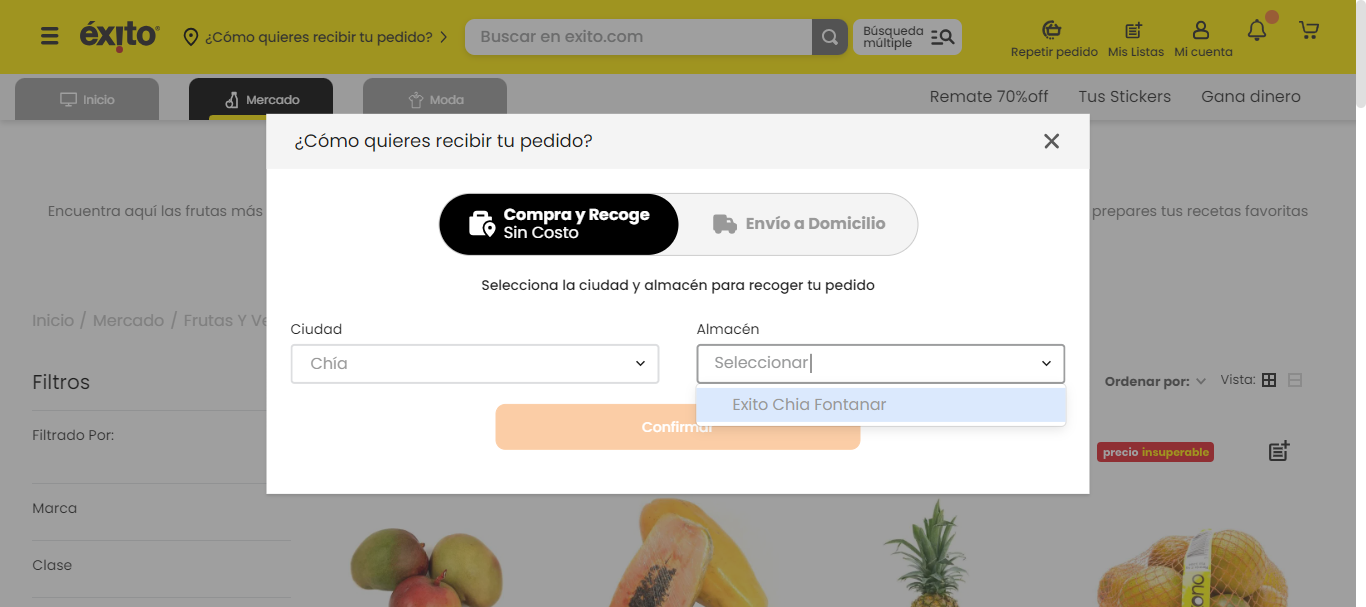 éxito
¿Cómo quieres recibir tu pedido?
Buscar en exito.com
Búsqueda
múltiple
Repetir pedido
Mis Listas
Mi cuenta
Inicio
Mercado
Moda
Remate 70%off
Tus Stickers
Gana dinero
¿Cómo quieres recibir tu pedido?
Encuentra aquí las frutas más
prepares tus recetas favoritas
Compra y Recoge
Sin Costo
Envío a Domicilio
Selecciona la ciudad y almacén para recoger tu pedido
Inicio / Mercado / Frutas Y Ve
Ciudad
Almacén
Chía
Seleccionar
Exito Chia Fontanar
Confirmar
Filtros
Ordenar por:
Vista:
Filtrado Por:
precio insuperable
Marca
Clase